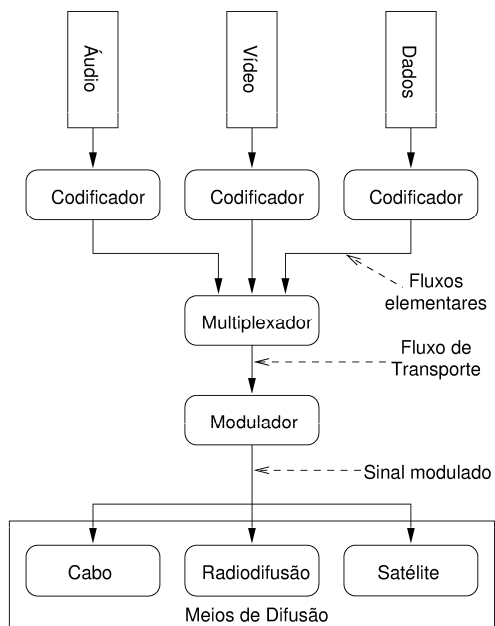 Áudio
Vídeo
Dados
Codificador
Codificador
Codificador
Fluxos
elementares
Multiplexador
Fluxo de
Transporte
Modulador
Sinal modulado
Cabo
Radiodifusão
Satélite
Meios de Difusão